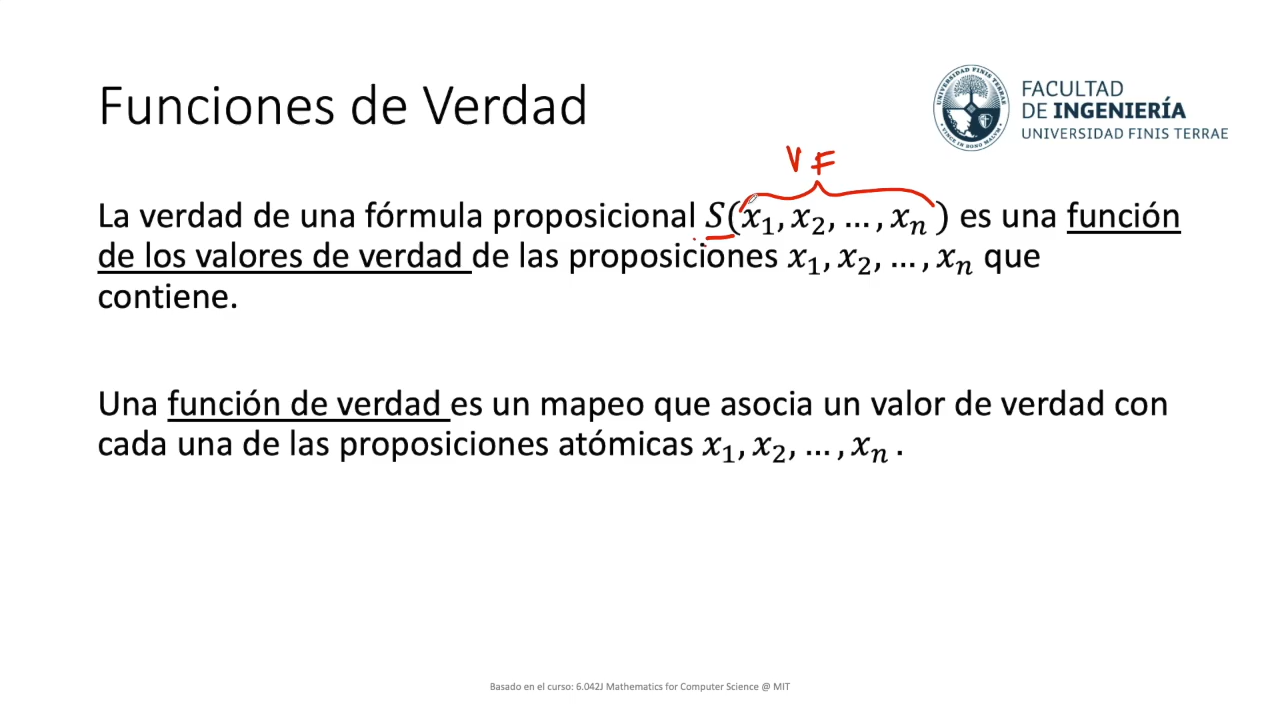 Funciones de Verdad
FACULTAD
DE INGENIERÍA
UNIVERSIDAD FINIS TERRAE
V F
La verdad de una fórmula proposicional S(x₁, x₂, … , xₙ) es una función
de los valores de verdad de las proposiciones x₁, x₂, … , xₙ que
contiene.
Una función de verdad es un mapeo que asocia un valor de verdad con
cada una de las proposiciones atómicas x₁, x₂, … , xₙ .
Basado en el curso: 6.042J Mathematics for Computer Science @ MIT